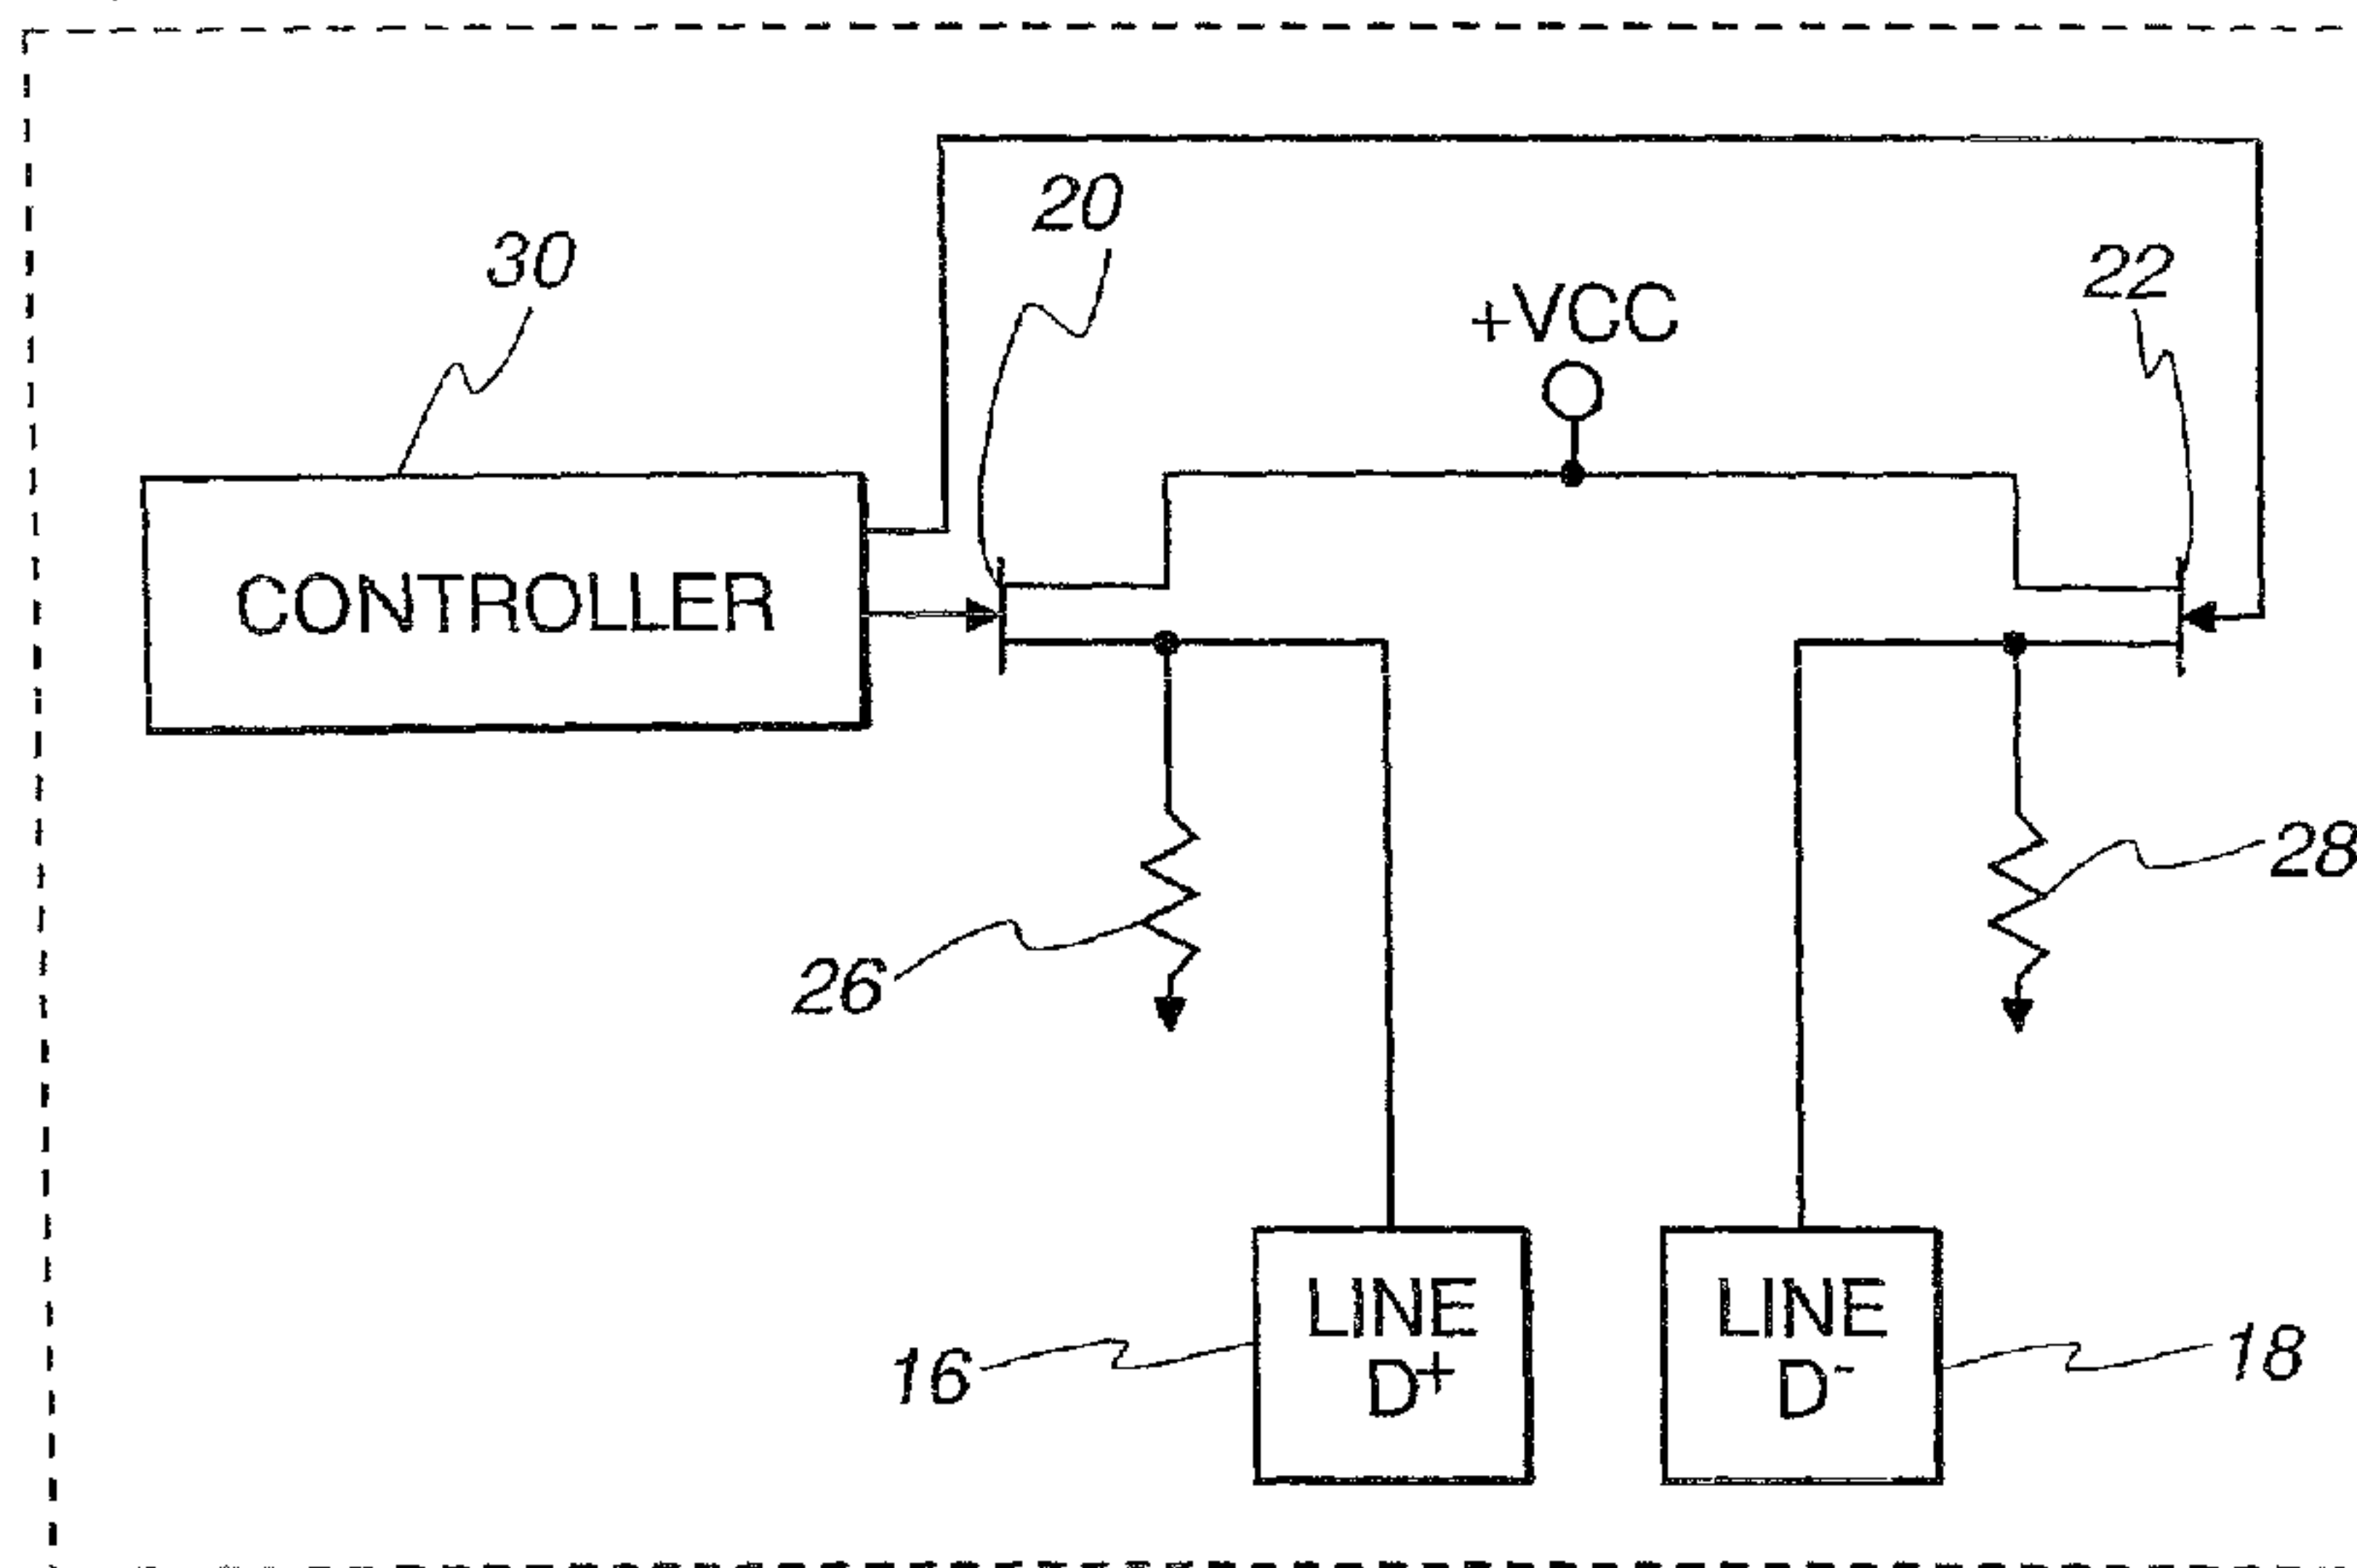 20
30
22
+VCC
CONTROLLER
28
26
LINE
D+
LINE
D-
16
18